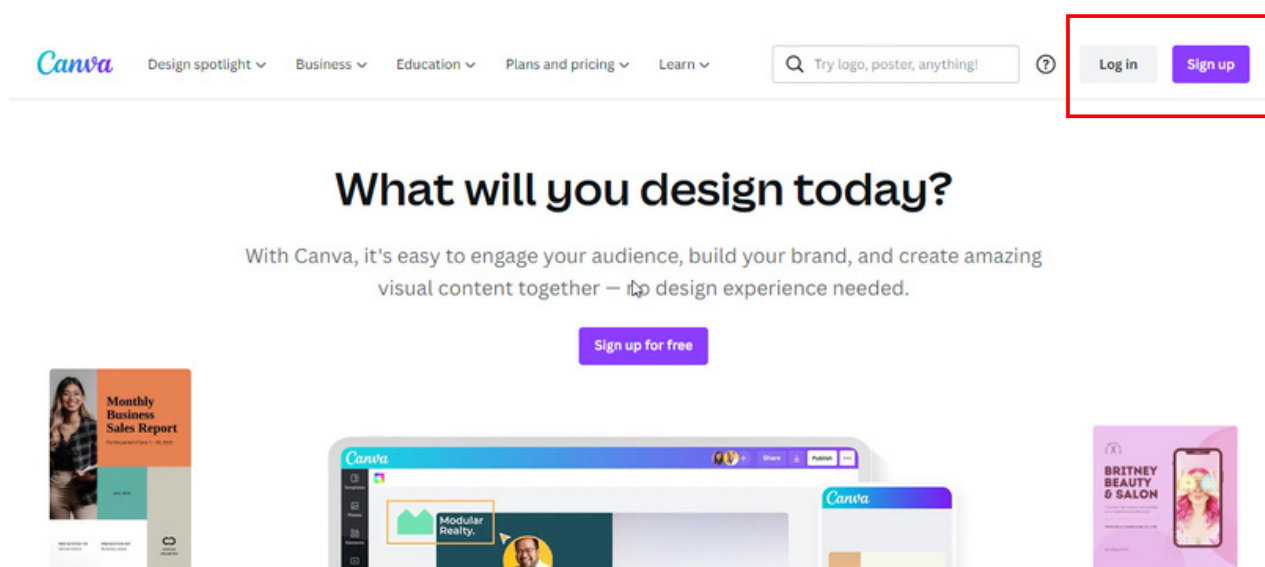 Canva
Design spotlight
Business
Education
Plans and pricing
Learn
Try logo, poster, anything!
?
Log in
Sign up
What will you design today?
With Canva, it's easy to engage your audience, build your brand, and create amazing
visual content together — no design experience needed.
Sign up for free
Monthly
Business
Sales Report
Canva
Share
Publish
Templates
Photos
Elements
Modular
Realty.
Canva
BRITNEY
BEAUTY
& SALON